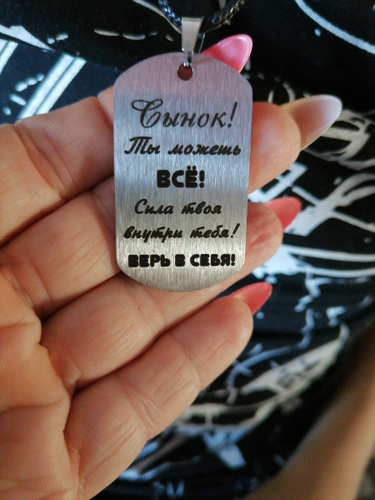 Сынок!
Ты можешь
ВСЁ!
Сила твоя
внутри тебя!
ВЕРЬ В СЕБЯ!